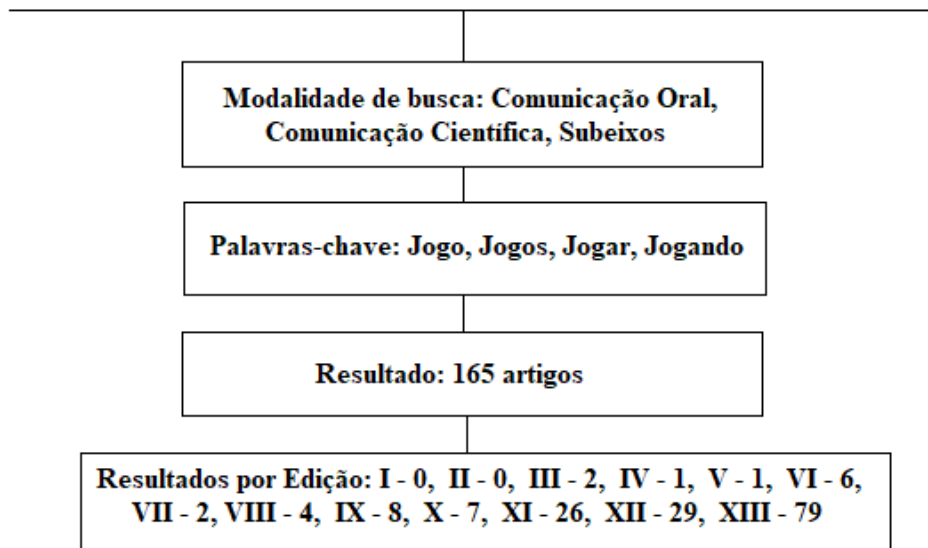 Modalidade de busca: Comunicação Oral,
Comunicação Científica, Subeixos
Palavras-chave: Jogo, Jogos, Jogar, Jogando
Resultado: 165 artigos
Resultados por Edição: I - 0, II - 0, III - 2, IV - 1, V - 1, VI - 6,
VII - 2, VIII - 4, IX - 8, X - 7, XI - 26, XII - 29, XIII - 79